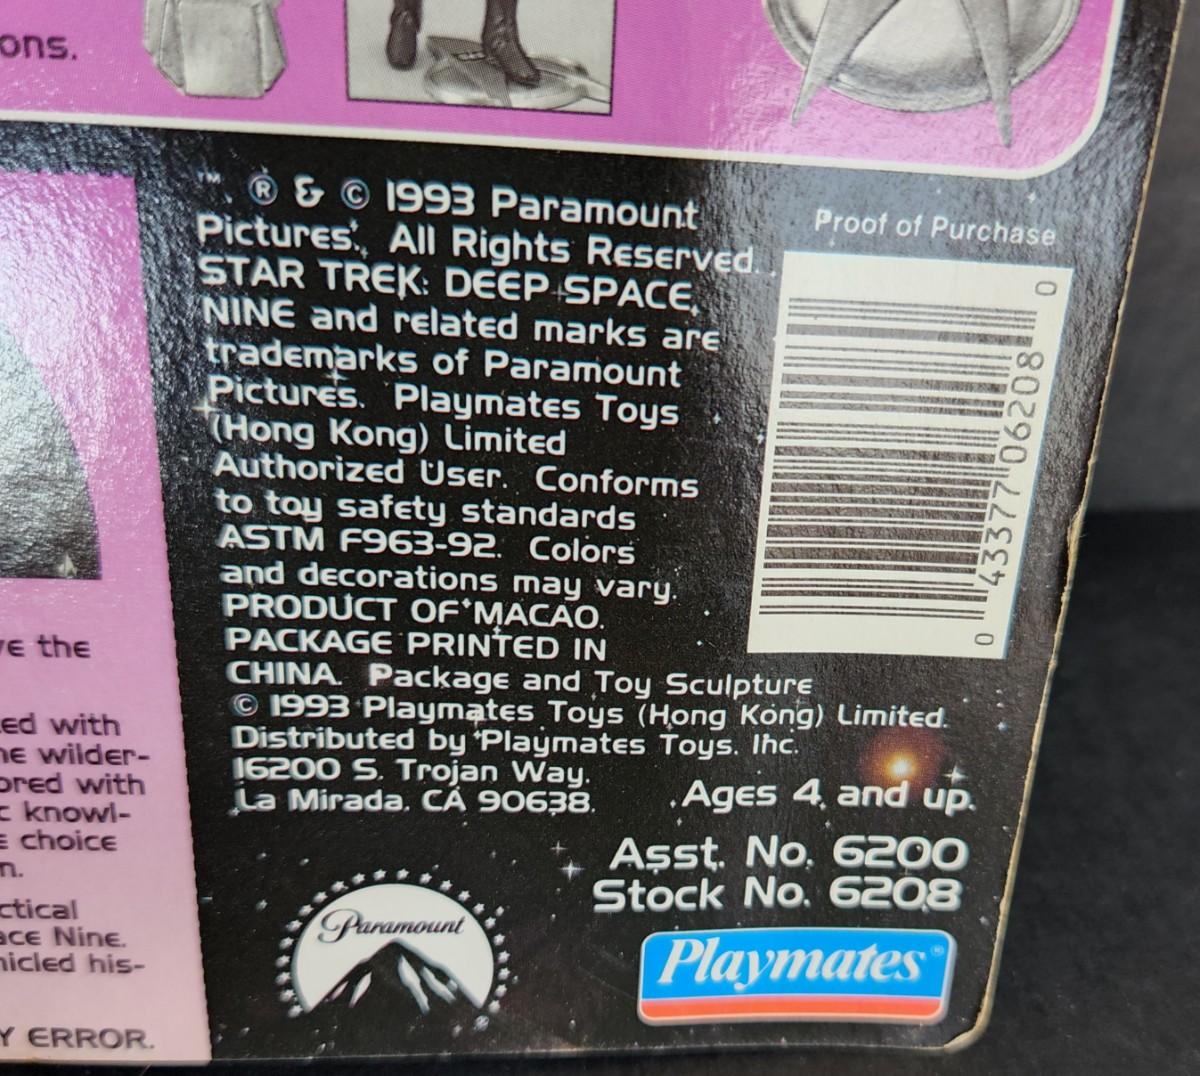 ons.
™ ® & © 1993 Paramount
Pictures. All Rights Reserved.
STAR TREK: DEEP SPACE
NINE and related marks are
trademarks of Paramount
Pictures. Playmates Toys
(Hong Kong) Limited
Authorized User. Conforms
to toy safety standards
ASTM F963-92. Colors
and decorations may vary.
PRODUCT OF MACAO.
PACKAGE PRINTED IN
CHINA. Package and Toy Sculpture
© 1993 Playmates Toys (Hong Kong) Limited.
Distributed by Playmates Toys. Inc.
16200 S. Trojan Way.
La Mirada. CA 90638.
Ages 4 and up.
Asst. No. 6200
Stock No. 6208
Proof of Purchase
0 43377 06208 0
Paramount
®
Playmates®
ve the
ed with
ne wilder-
ored with
c knowl-
e choice
n.
ctical
ace Nine.
nicled his-
Y ERROR.